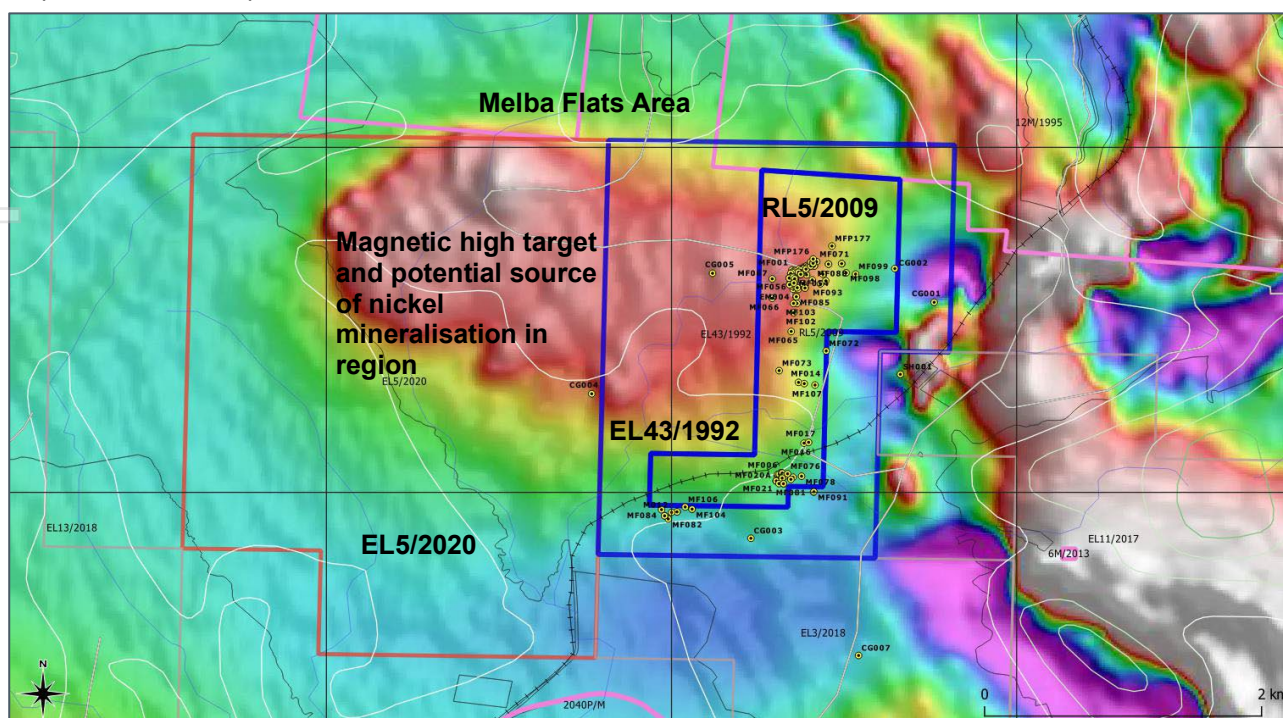 Melba Flats Area
12M/1995
RL5/2009
MFP177
MFP176
MF071
MF001
MF099
CG002
CG005
MF067
MF088
MF098
MF056
MF054
MF093
CG001
MF085
MF066
MF103
MF102
EL43/1992
RL5/2009
MF065
MF072
Magnetic high target
and potential source
of nickel
mineralisation in
region
EL5/2020
MF073
SH001
MF014
CG004
MF107
EL43/1992
MF017
MF046
MF006
MF076
MF020A
MF078
MF021
MF081
MF091
MF106
MF084
MF104
MF082
EL13/2018
EL5/2020
CG003
EL11/2017
6M/2013
EL3/2018
CG007
N
2040P/M
0
2 km